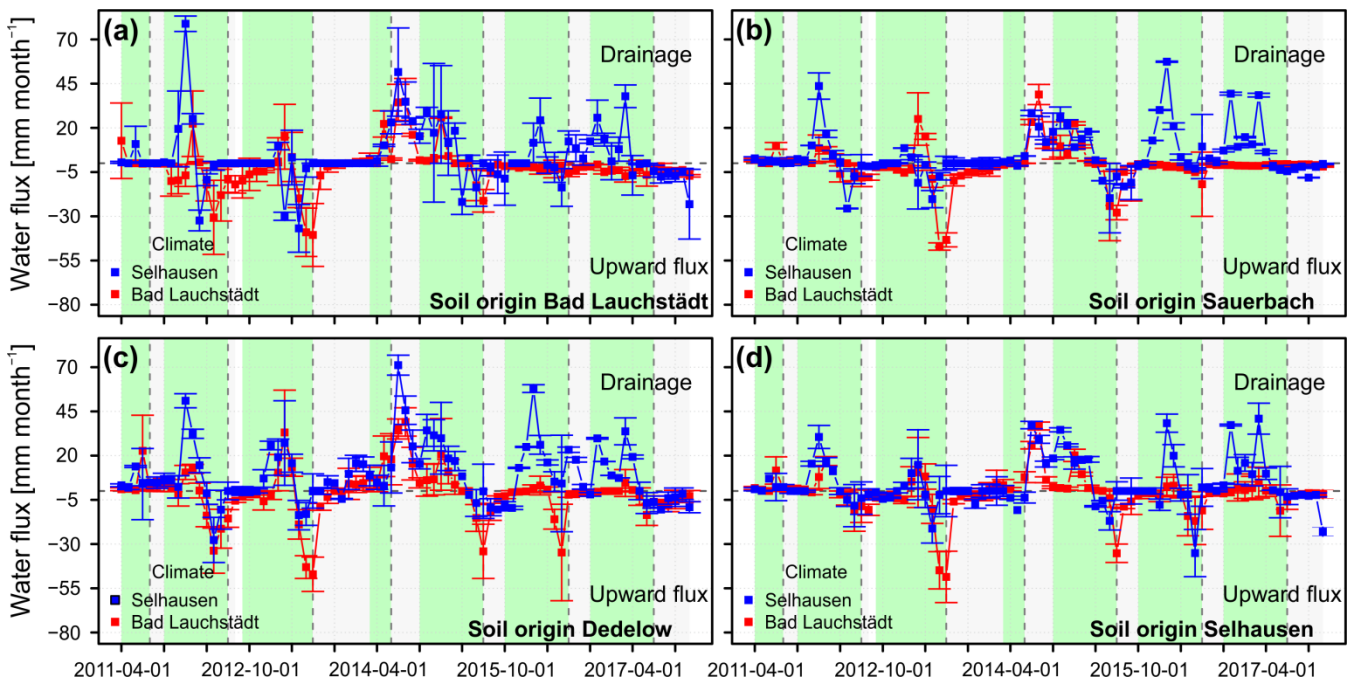 Water flux [mm month⁻¹]
70
45
20
−5
−30
−55
−80
(a)
Drainage
Climate
Selhausen
Bad Lauchstädt
Upward flux
Soil origin Bad Lauchstädt
(b)
Drainage
Climate
Selhausen
Bad Lauchstädt
Upward flux
Soil origin Sauerbach
Water flux [mm month⁻¹]
70
45
20
−5
−30
−55
−80
(c)
Drainage
Climate
Selhausen
Bad Lauchstädt
Upward flux
Soil origin Dedelow
(d)
Drainage
Climate
Selhausen
Bad Lauchstädt
Upward flux
Soil origin Selhausen
2011-04-01 2012-10-01 2014-04-01 2015-10-01 2017-04-01
2011-04-01 2012-10-01 2014-04-01 2015-10-01 2017-04-01